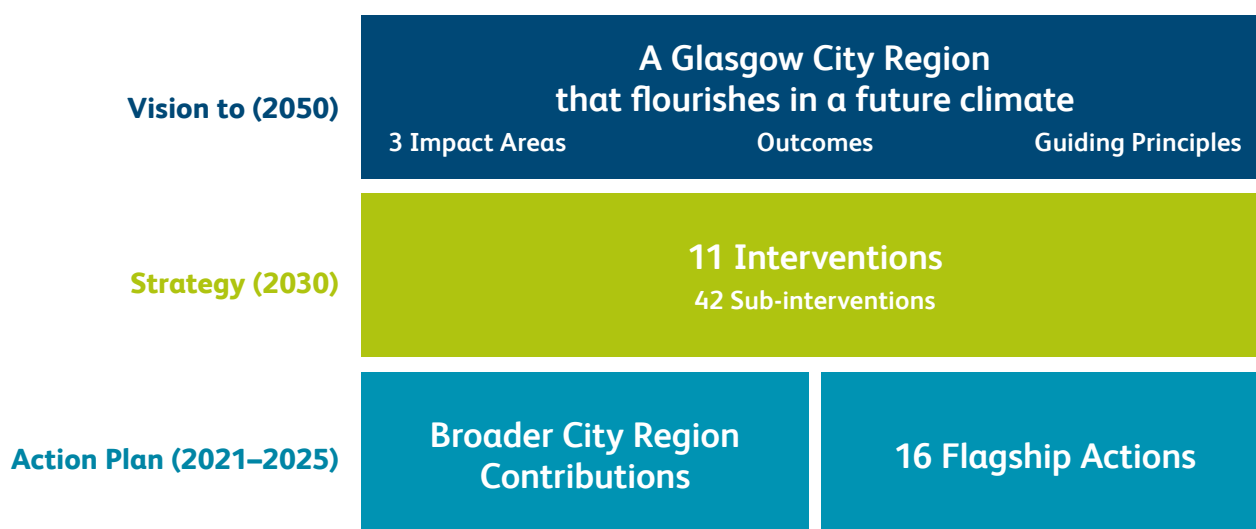 Vision to (2050)
A Glasgow City Region
that flourishes in a future climate
3 Impact Areas
Outcomes
Guiding Principles
Strategy (2030)
11 Interventions
42 Sub-interventions
Action Plan (2021–2025)
Broader City Region
Contributions
16 Flagship Actions